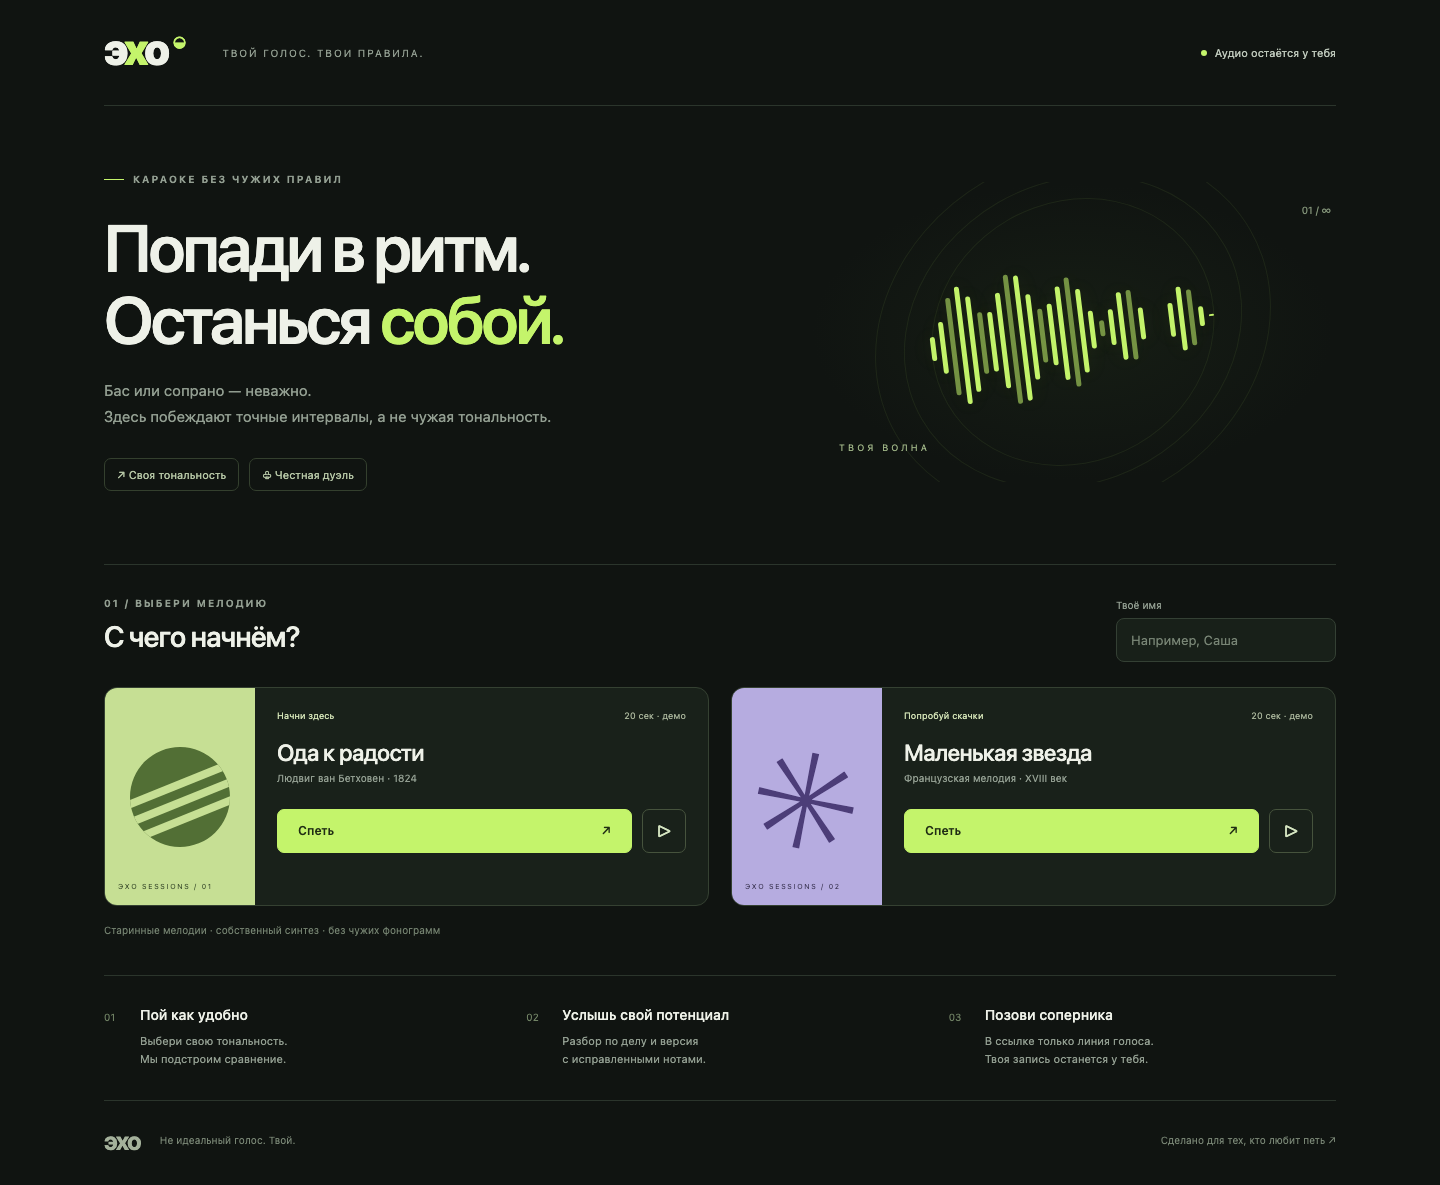 ЭХО
ТВОЙ ГОЛОС. ТВОИ ПРАВИЛА.
Аудио остаётся у тебя
КАРАОКЕ БЕЗ ЧУЖИХ ПРАВИЛ
Попади в ритм.
Останься собой.
Бас или сопрано — неважно.
Здесь побеждают точные интервалы, а не чужая тональность.
↗ Своя тональность
Честная дуэль
01 / ∞
ТВОЯ ВОЛНА
01 / ВЫБЕРИ МЕЛОДИЮ
С чего начнём?
Твоё имя
Например, Саша
Начни здесь
20 сек · демо
Ода к радости
Людвиг ван Бетховен · 1824
Спеть ↗
ЭХО SESSIONS / 01
Попробуй скачки
20 сек · демо
Маленькая звезда
Французская мелодия · XVIII век
Спеть ↗
ЭХО SESSIONS / 02
Старинные мелодии · собственный синтез · без чужих фонограмм
01
Пой как удобно
Выбери свою тональность.
Мы подстроим сравнение.
02
Услышь свой потенциал
Разбор по делу и версия
с исправленными нотами.
03
Позови соперника
В ссылке только линия голоса.
Твоя запись останется у тебя.
ЭХО
Не идеальный голос. Твой.
Сделано для тех, кто любит петь ↗